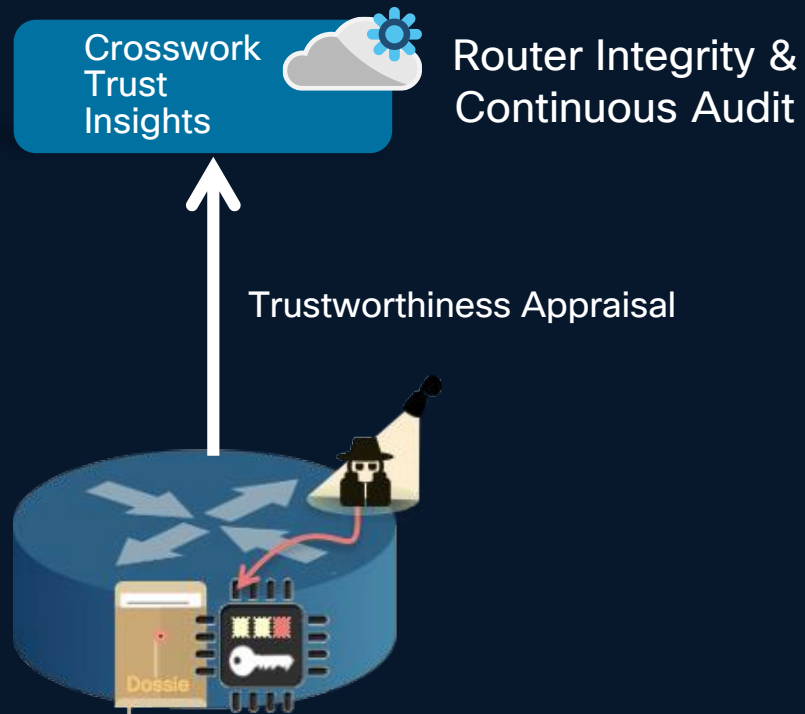 Crosswork
Trust
Insights
Router Integrity &
Continuous Audit
Trustworthiness Appraisal
Dossie